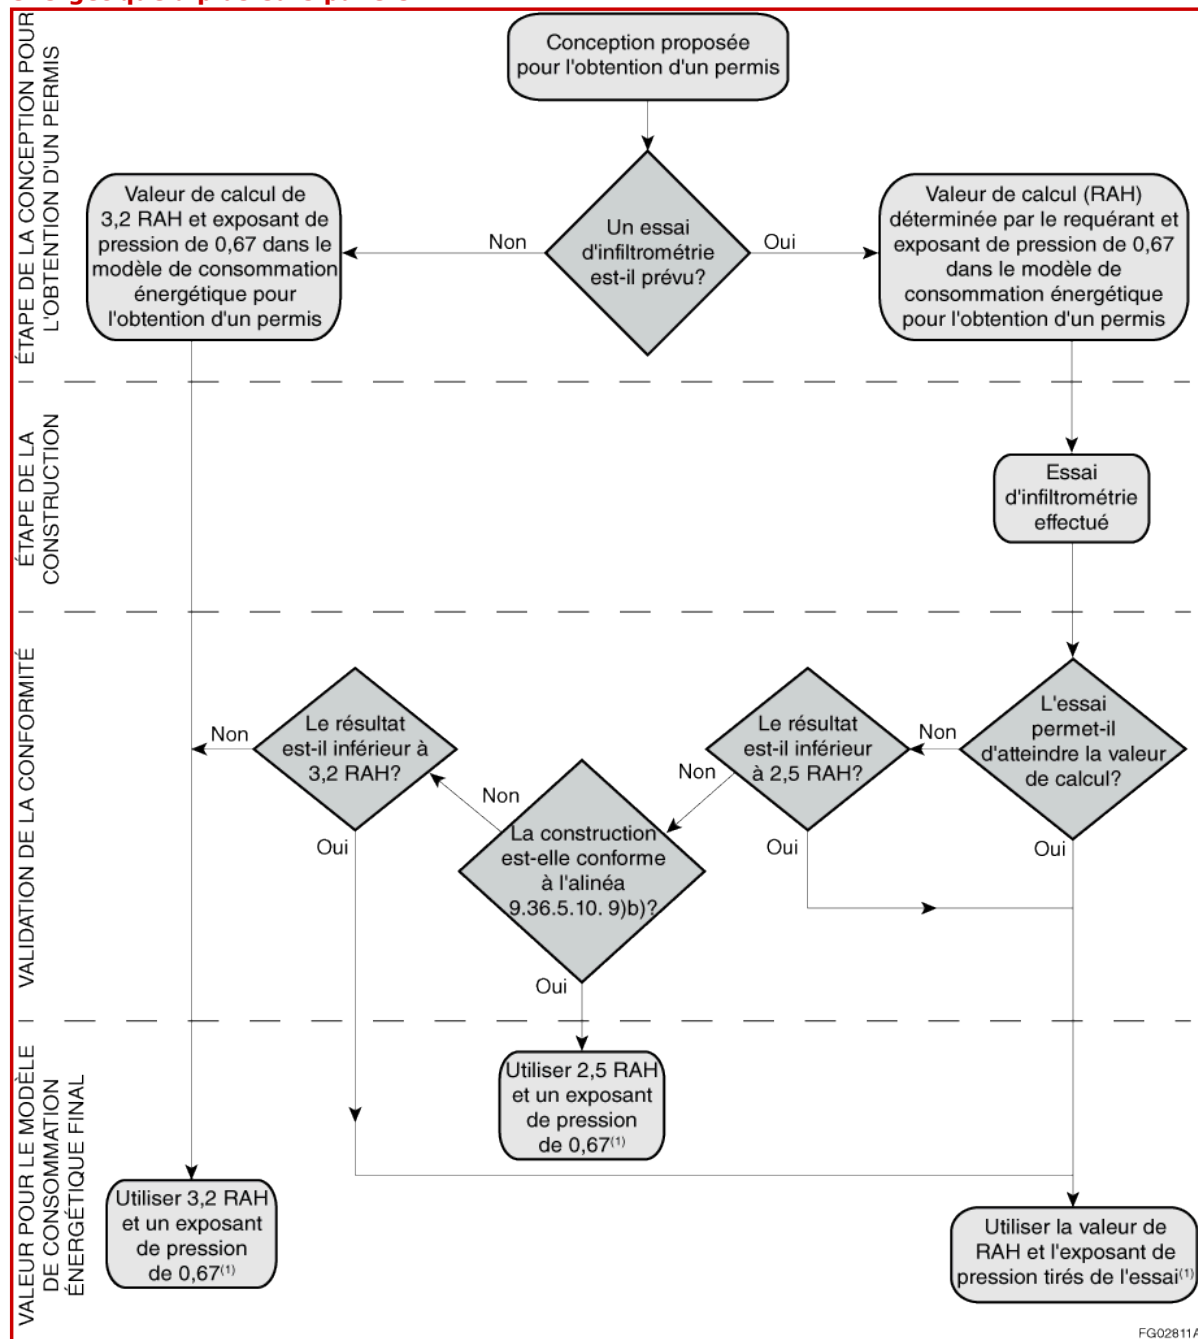 ÉTAPE DE LA CONCEPTION POUR
L'OBTENTION D'UN PERMIS
Conception proposée
pour l'obtention d'un permis
Valeur de calcul de
3,2 RAH et exposant de
pression de 0,67 dans le
modèle de consommation
énergétique pour
l'obtention d'un permis
Non
Un essai
d'infiltrométrie
est-il prévu?
Oui
Valeur de calcul (RAH)
déterminée par le requérant et
exposant de pression de 0,67
dans le modèle de
consommation énergétique
pour l'obtention d'un permis
ÉTAPE DE LA
CONSTRUCTION
Essai
d'infiltrométrie
effectué
VALIDATION DE LA CONFORMITÉ
Non
Le résultat
est-il inférieur à
3,2 RAH?
Oui
Non
La construction
est-elle conforme
à l'alinéa
9.36.5.10. 9)b)?
Oui
Non
Le résultat
est-il inférieur
à 2,5 RAH?
Oui
Non
L'essai
permet-il
d'atteindre la valeur
de calcul?
Oui
VALEUR POUR LE MODÈLE
DE CONSOMMATION
ÉNERGÉTIQUE FINAL
Utiliser 3,2 RAH
et un exposant
de pression
de 0,67(1)
Utiliser 2,5 RAH
et un exposant
de pression
de 0,67(1)
Utiliser la valeur de
RAH et l'exposant de
pression tirés de l'essai(1)
FG02811A